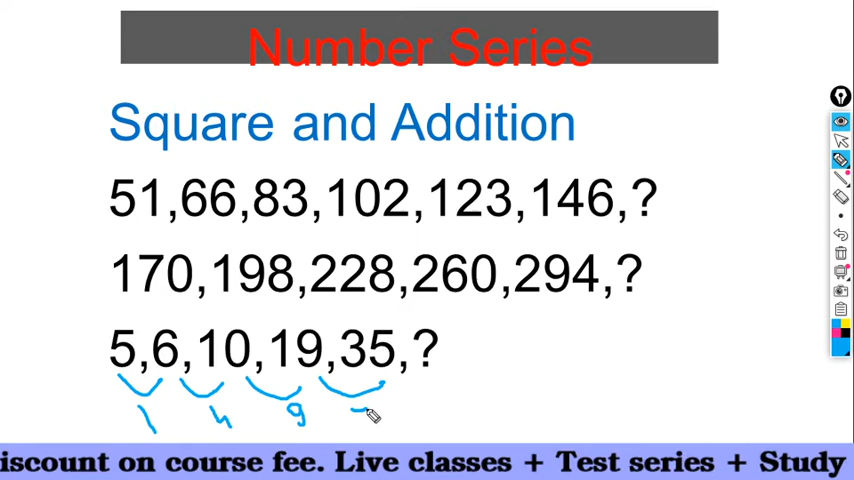 Number Series
Square and Addition
51,66,83,102,123,146,?
170,198,228,260,294,?
5,6,10,19,35,?
1 4 9
iscount on course fee. Live classes + Test series + Study